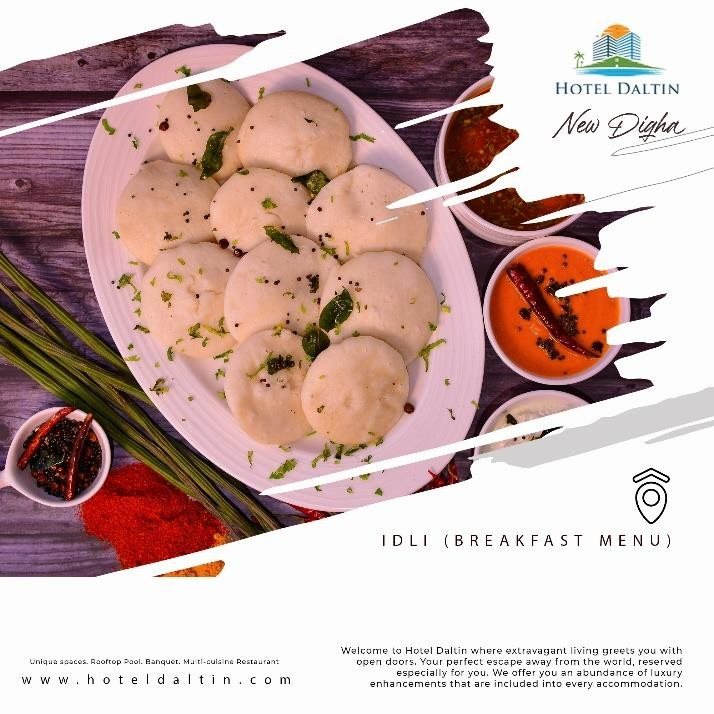 HOTEL DALTIN
New Digha
IDLI (BREAKFAST MENU)
Unique spaces. Rooftop Pool. Banquet. Multi-cuisine Restaurant
www.hoteldaltin.com
Welcome to Hotel Daltin where extravagant living greets you with
open doors. Your perfect escape away from the world, reserved
especially for you. We offer you an abundance of luxury
enhancements that are included into every accommodation.